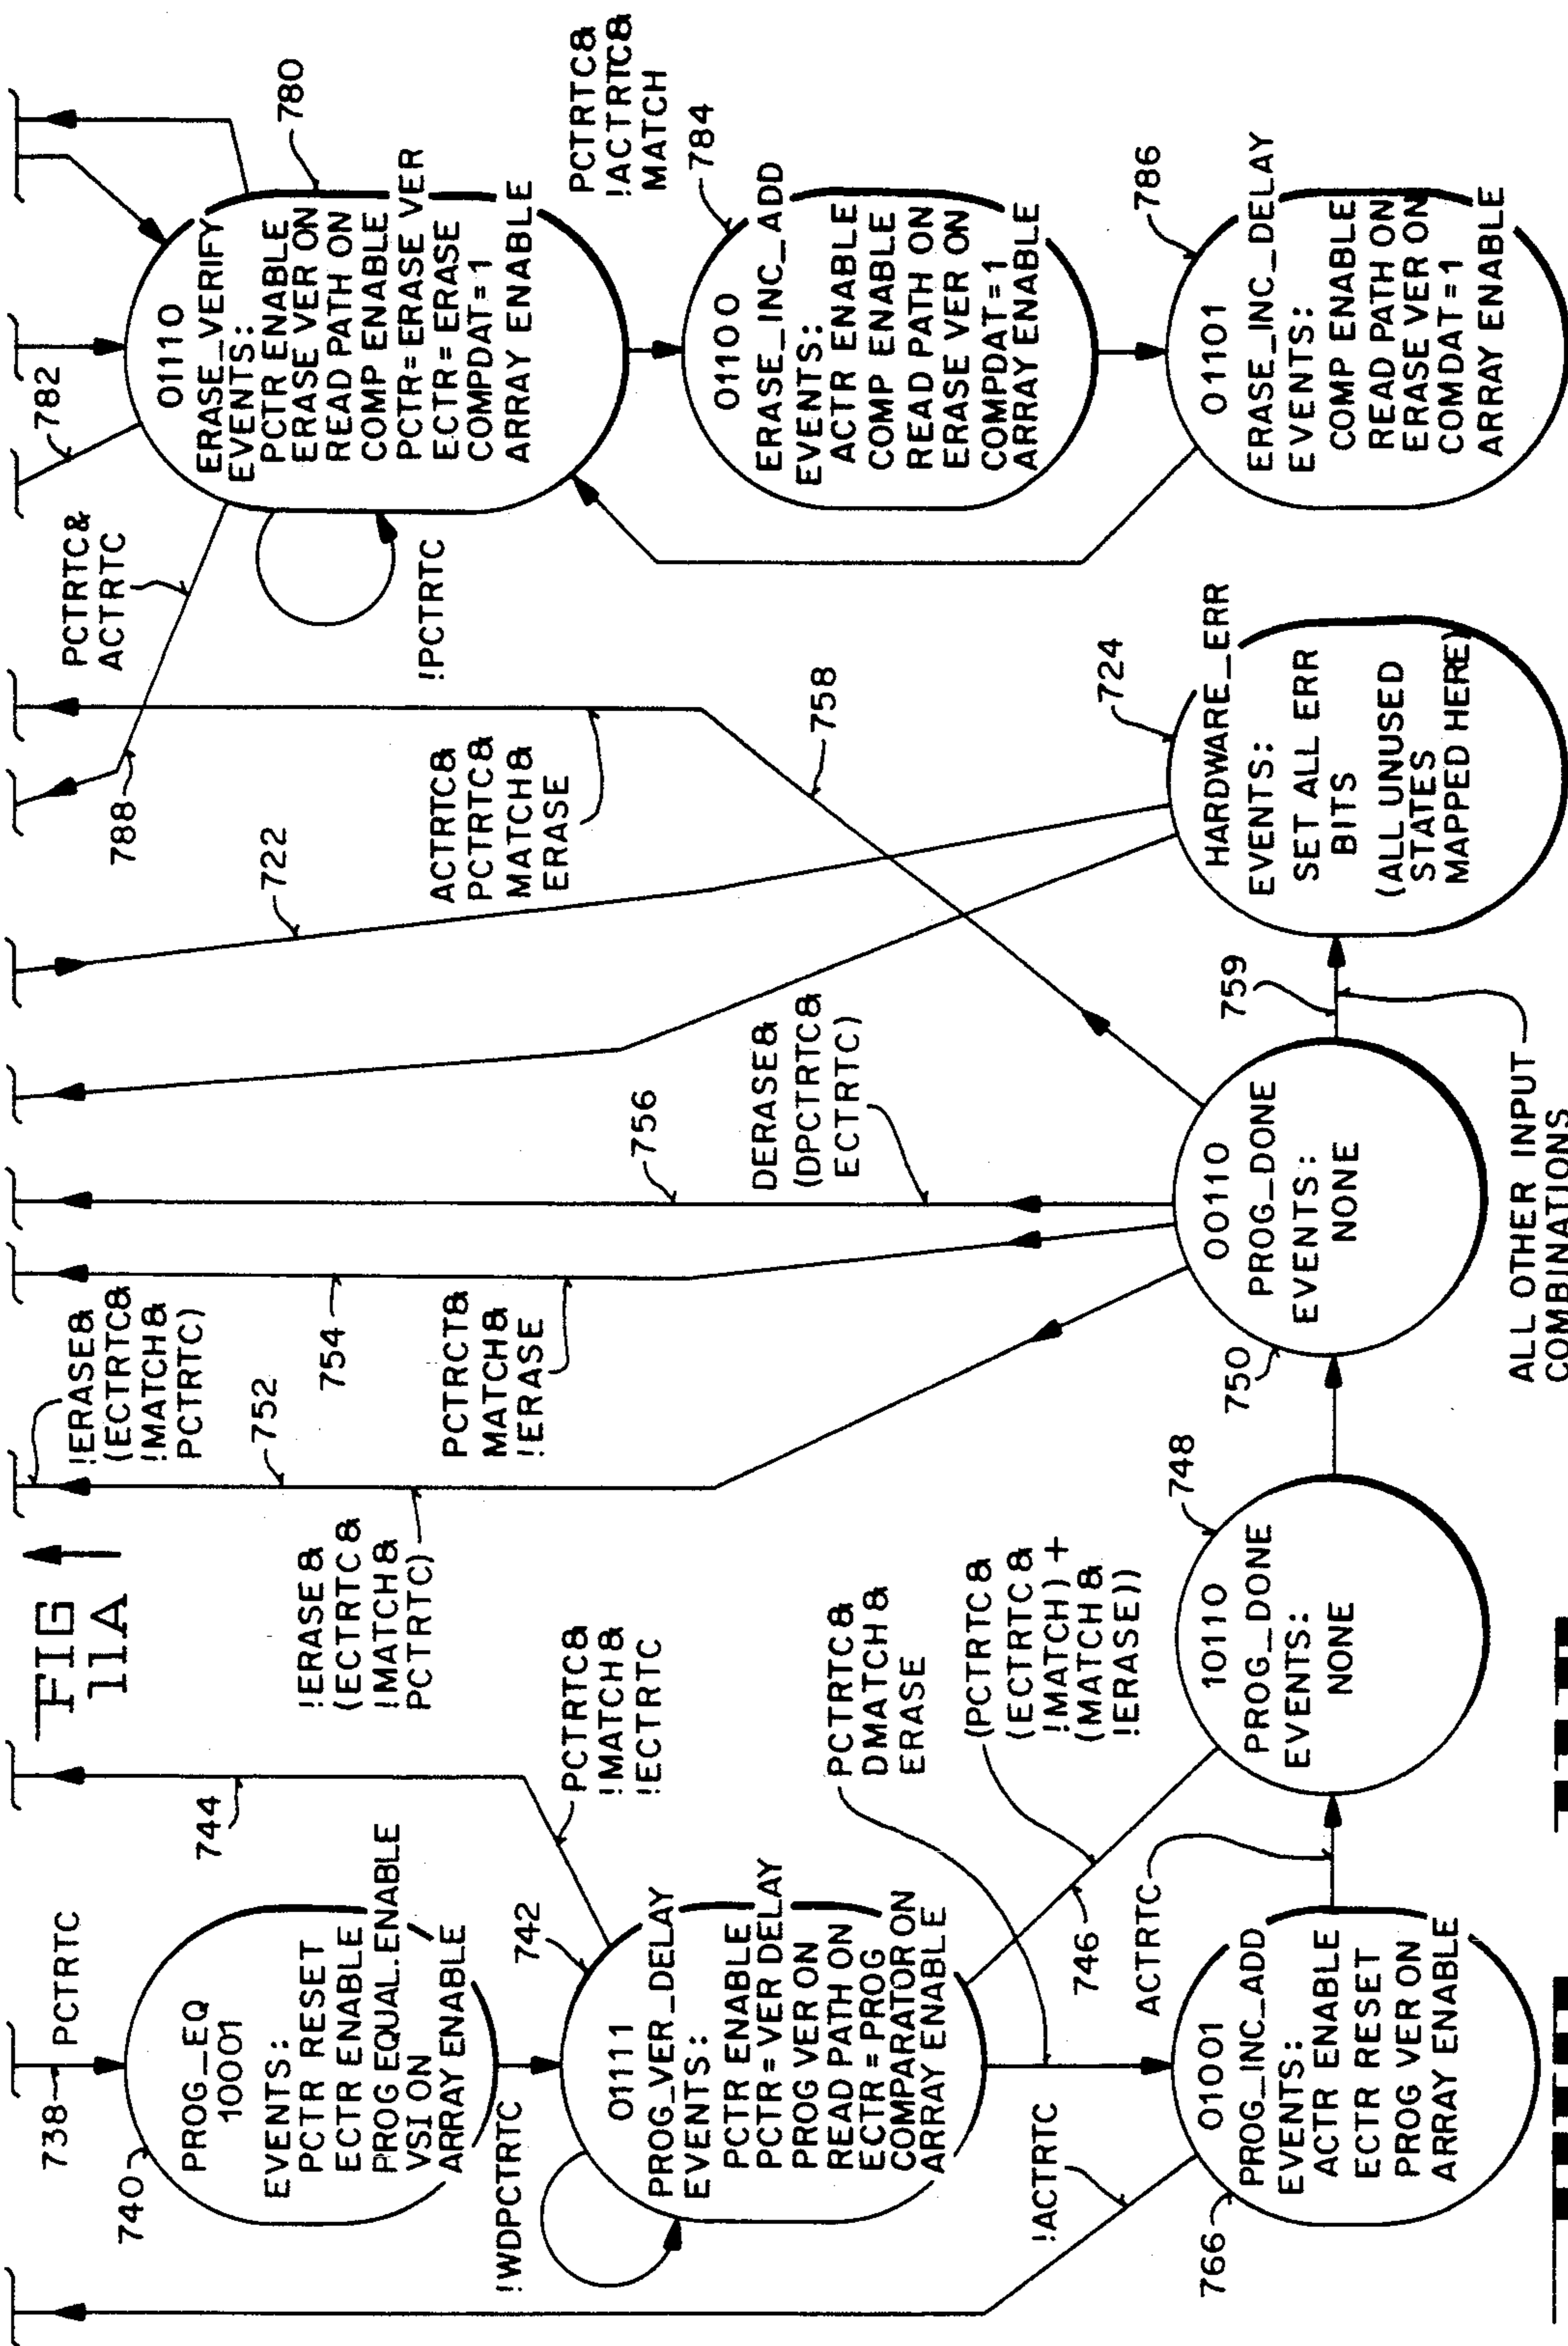 FIG
11A
738
PCTRTC
740
PROG_EQ
10001
EVENTS:
PCTR RESET
ECTR ENABLE
PROG EQUAL.ENABLE
VSI ON
ARRAY ENABLE
744
PCTRTC&
!MATCH&
!ECTRTC
!WDPCTRTC
742
01111
PROG_VER_DELAY
EVENTS:
PCTR ENABLE
PCTR=VER DELAY
PROG VER ON
READ PATH ON
ECTR=PROG
COMPARATOR ON
ARRAY ENABLE
PCTRTC&
DMATCH&
ERASE
(PCTRTC&
(ECTRTC&
!MATCH)+
(MATCH&
!ERASE))
746
!ACTRTC
766
01001
PROG_INC_ADD
EVENTS:
ACTR ENABLE
ECTR RESET
PROG VER ON
ARRAY ENABLE
ACTRTC
748
10110
PROG_DONE
EVENTS:
NONE
!ERASE&
(ECTRTC&
!MATCH&
PCTRTC)
752
!ERASE&
(ECTRTC&
!MATCH&
PCTRTC)
754
PCTRCT&
MATCH&
!ERASE
756
DERASE&
(DPCTRTC&
ECTRTC)
750
00110
PROG_DONE
EVENTS:
NONE
759
ALL OTHER INPUT
COMBINATIONS
722
788
ACTRTC&
PCTRTC&
MATCH&
ERASE
758
724
HARDWARE_ERR
EVENTS:
SET ALL ERR
BITS
(ALL UNUSED
STATES
MAPPED HERE)
PCTRTC&
ACTRTC
782
!PCTRTC
780
01110
ERASE_VERIFY
EVENTS:
PCTR ENABLE
ERASE VER ON
READ PATH ON
COMP ENABLE
PCTR=ERASE VER
ECTR=ERASE
COMPDAT=1
ARRAY ENABLE
PCTRTC&
!ACTRTC&
MATCH
784
01100
ERASE_INC_ADD
EVENTS:
ACTR ENABLE
COMP ENABLE
READ PATH ON
ERASE VER ON
COMPDAT=1
ARRAY ENABLE
786
01101
ERASE_INC_DELAY
EVENTS:
COMP ENABLE
READ PATH ON
ERASE VER ON
COMDAT=1
ARRAY ENABLE